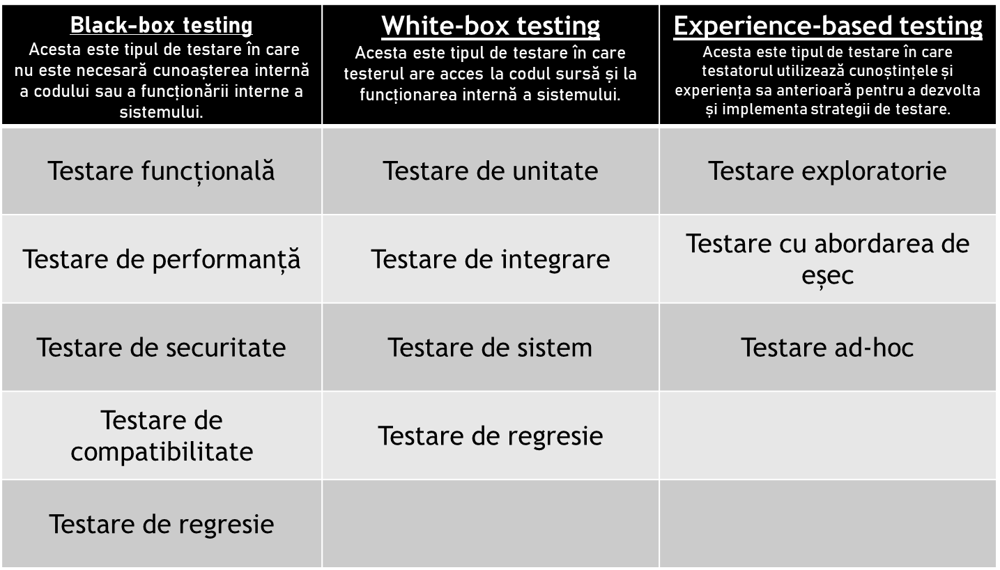 Black-box testing
Acesta este tipul de testare în care
nu este necesară cunoașterea internă
a codului sau a funcționării interne a
sistemului.
White-box testing
Acesta este tipul de testare în care
testerul are acces la codul sursă și la
funcționarea internă a sistemului.
Experience-based testing
Acesta este tipul de testare în care
testatorul utilizează cunoștințele și
experiența sa anterioară pentru a dezvolta
și implementa strategii de testare.
Testare funcțională
Testare de unitate
Testare exploratorie
Testare de performanță
Testare de integrare
Testare cu abordarea de
eșec
Testare de securitate
Testare de sistem
Testare ad-hoc
Testare de
compatibilitate
Testare de regresie
Testare de regresie